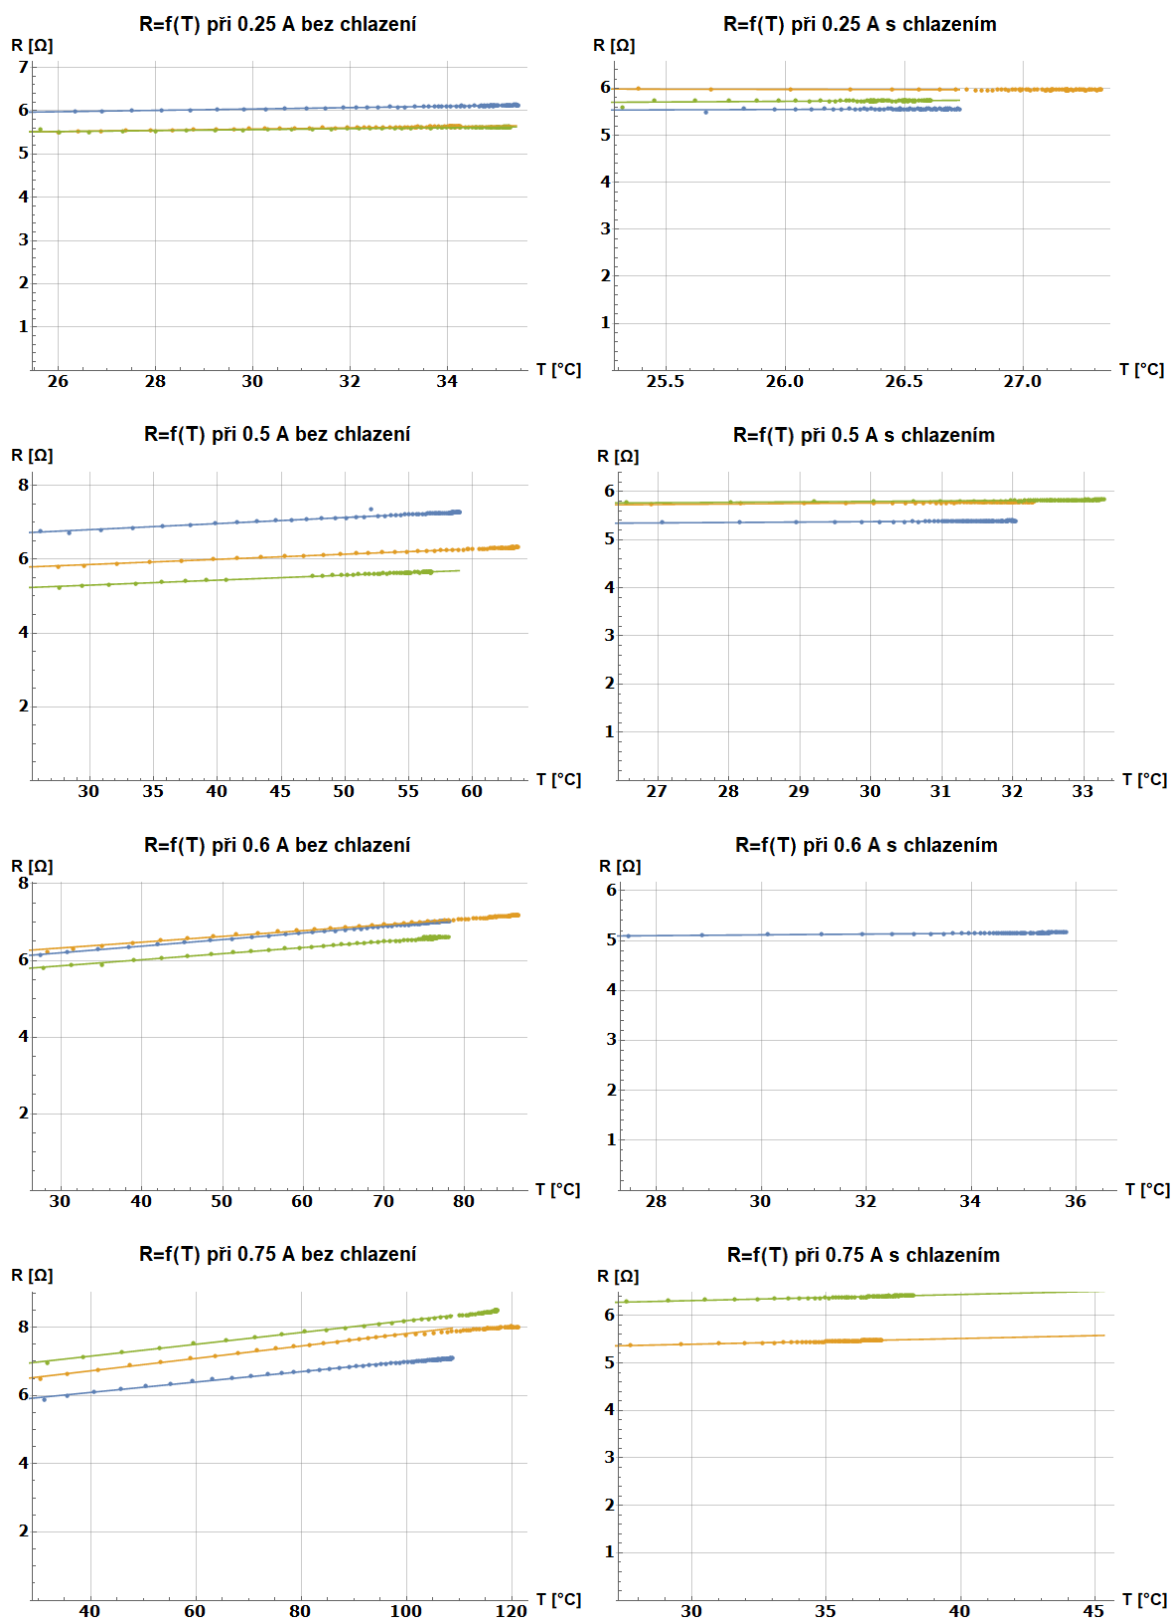 R=f(T) při 0.25 A bez chlazení
R [Ω]
7
6
5
4
3
2
1
26 28 30 32 34 T [°C]
R=f(T) při 0.25 A s chlazením
R [Ω]
6
5
4
3
2
1
25.5 26.0 26.5 27.0 T [°C]
R=f(T) při 0.5 A bez chlazení
R [Ω]
8
6
4
2
30 35 40 45 50 55 60 T [°C]
R=f(T) při 0.5 A s chlazením
R [Ω]
6
5
4
3
2
1
27 28 29 30 31 32 33 T [°C]
R=f(T) při 0.6 A bez chlazení
R [Ω]
8
6
4
2
30 40 50 60 70 80 T [°C]
R=f(T) při 0.6 A s chlazením
R [Ω]
6
5
4
3
2
1
28 30 32 34 36 T [°C]
R=f(T) při 0.75 A bez chlazení
R [Ω]
8
6
4
2
40 60 80 100 120 T [°C]
R=f(T) při 0.75 A s chlazením
R [Ω]
6
5
4
3
2
1
30 35 40 45 T [°C]